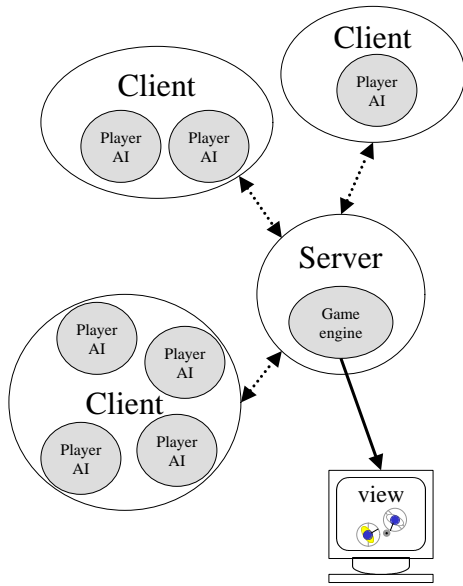 Client
Player
AI
Client
Player
AI
Player
AI
Server
Game
engine
Player
AI
Player
AI
Client
Player
AI
Player
AI
view